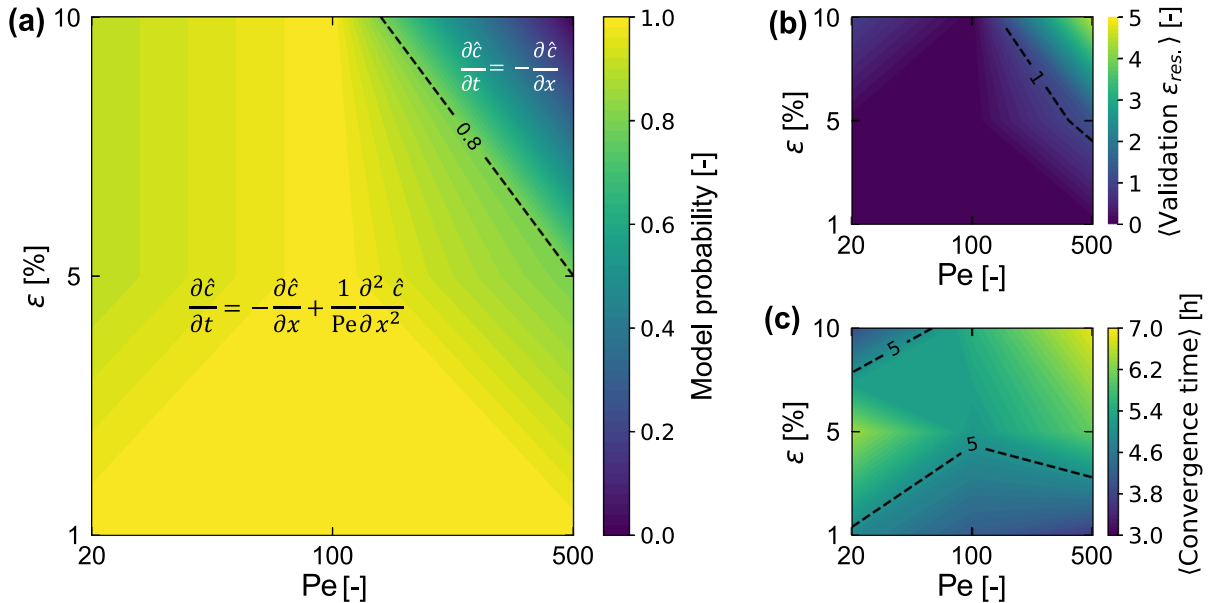 (a)
10
5
1
ε [%]
20
100
500
Pe [-]
∂ĉ/∂t = −∂ĉ/∂x
0.8
∂ĉ/∂t = −∂ĉ/∂x + 1/Pe ∂² ĉ/∂x²
1.0
0.8
0.6
0.4
0.2
0.0
Model probability [-]
(b)
10
5
1
ε [%]
20
100
500
Pe [-]
1
5
4
3
2
1
0
⟨Validation ε_res.⟩ [-]
(c)
10
5
1
ε [%]
20
100
500
Pe [-]
5
5
7.0
6.2
5.4
4.6
3.8
3.0
⟨Convergence time⟩ [h]